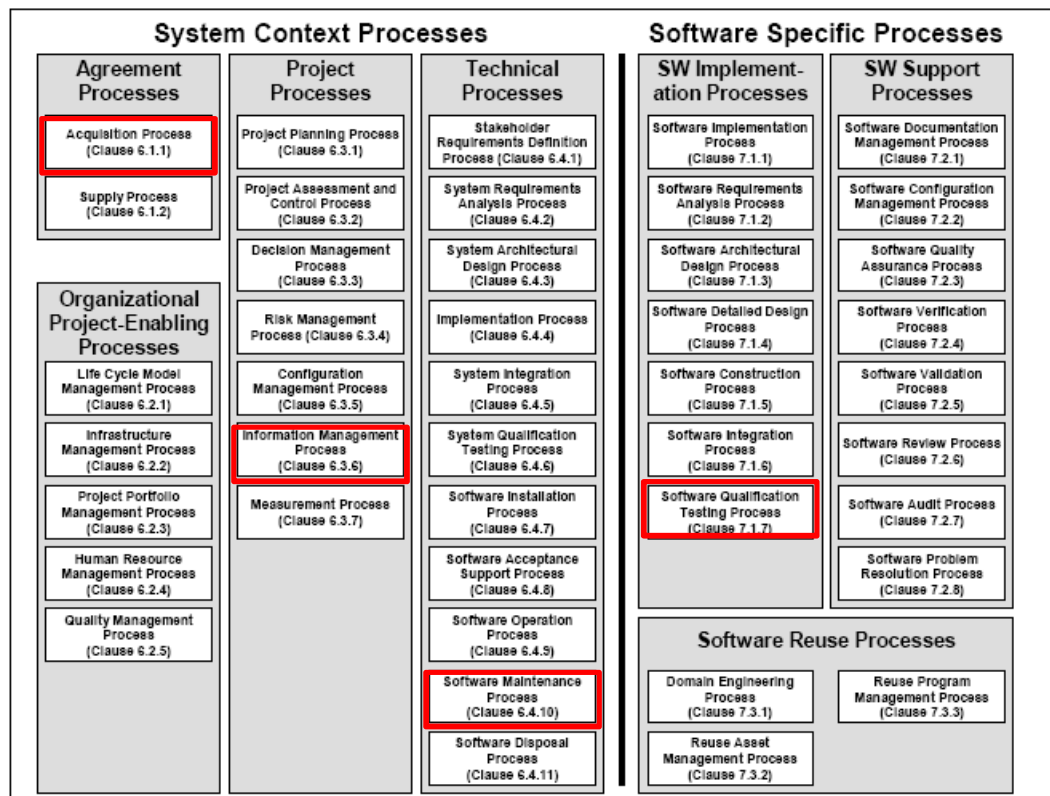 System Context Processes
Software Specific Processes
Agreement
Processes
Acquisition Process
(Clause 6.1.1)
Supply Process
(Clause 6.1.2)
Organizational
Project-Enabling
Processes
Life Cycle Model
Management Process
(Clause 6.2.1)
Infrastructure
Management Process
(Clause 6.2.2)
Project Portfolio
Management Process
(Clause 6.2.3)
Human Resource
Management Process
(Clause 6.2.4)
Quality Management
Process
(Clause 6.2.5)
Project
Processes
Project Planning Process
(Clause 6.3.1)
Project Assessment and
Control Process
(Clause 6.3.2)
Decision Management
Process
(Clause 6.3.3)
Risk Management
Process (Clause 6.3.4)
Configuration
Management Process
(Clause 6.3.5)
Information Management
Process
(Clause 6.3.6)
Measurement Process
(Clause 6.3.7)
Technical
Processes
Stakeholder
Requirements Definition
Process (Clause 6.4.1)
System Requirements
Analysis Process
(Clause 6.4.2)
System Architectural
Design Process
(Clause 6.4.3)
Implementation Process
(Clause 6.4.4)
System Integration
Process
(Clause 6.4.5)
System Qualification
Testing Process
(Clause 6.4.6)
Software Installation
Process
(Clause 6.4.7)
Software Acceptance
Support Process
(Clause 6.4.8)
Software Operation
Process
(Clause 6.4.9)
Software Maintenance
Process
(Clause 6.4.10)
Software Disposal
Process
(Clause 6.4.11)
SW Implement-
ation Processes
Software Implementation
Process
(Clause 7.1.1)
Software Requirements
Analysis Process
(Clause 7.1.2)
Software Architectural
Design Process
(Clause 7.1.3)
Software Detailed Design
Process
(Clause 7.1.4)
Software Construction
Process
(Clause 7.1.5)
Software Integration
Process
(Clause 7.1.6)
Software Qualification
Testing Process
(Clause 7.1.7)
SW Support
Processes
Software Documentation
Management Process
(Clause 7.2.1)
Software Configuration
Management Process
(Clause 7.2.2)
Software Quality
Assurance Process
(Clause 7.2.3)
Software Verification
Process
(Clause 7.2.4)
Software Validation
Process
(Clause 7.2.5)
Software Review Process
(Clause 7.2.6)
Software Audit Process
(Clause 7.2.7)
Software Problem
Resolution Process
(Clause 7.2.8)
Software Reuse Processes
Domain Engineering
Process
(Clause 7.3.1)
Reuse Program
Management Process
(Clause 7.3.3)
Reuse Asset
Management Process
(Clause 7.3.2)